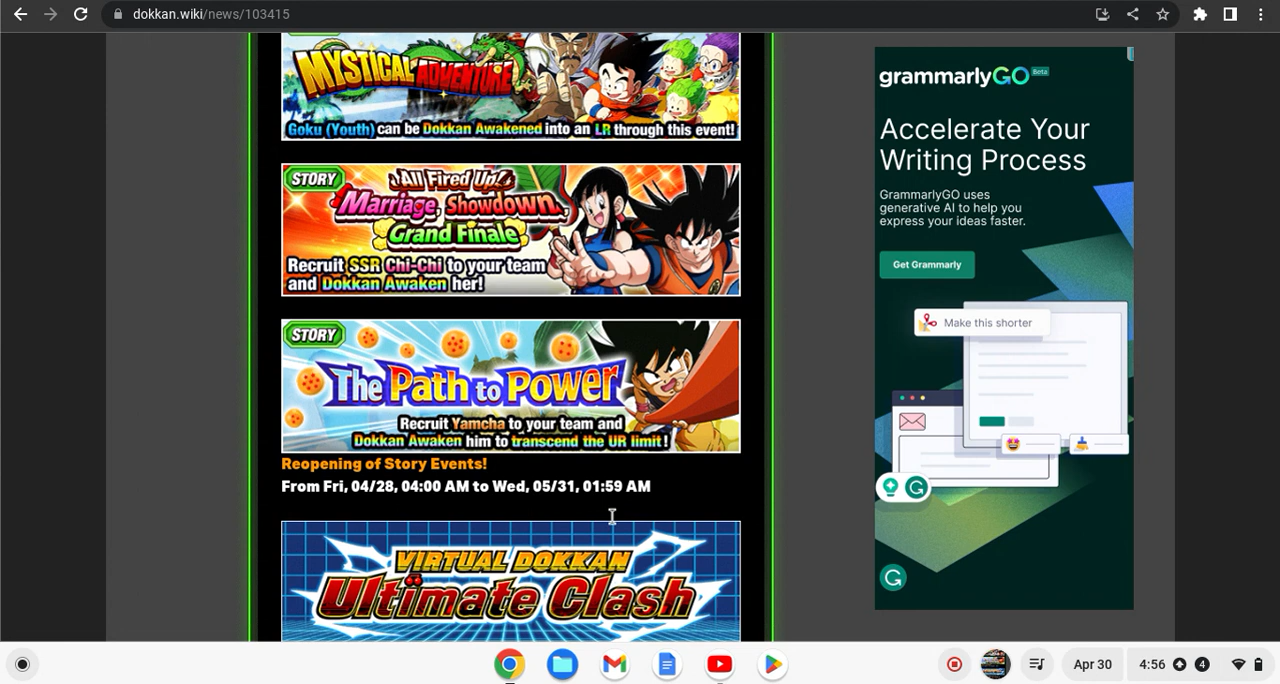 dokkan.wiki/news/103415
MYSTICAL ADVENTURE
Goku (Youth) can be Dokkan Awakened into an LR through this event!
STORY
All Fired Up!
Marriage, Showdown,
Grand Finale
Recruit SSR Chi-Chi to your team
and Dokkan Awaken her!
STORY
The Path to Power
Recruit Yamcha to your team and
Dokkan Awaken him to transcend the UR limit!
Reopening of Story Events!
From Fri, 04/28, 04:00 AM to Wed, 05/31, 01:59 AM
VIRTUAL DOKKAN
Ultimate Clash
grammarlyGO Beta
Accelerate Your
Writing Process
GrammarlyGO uses
generative AI to help you
express your ideas faster.
Get Grammarly
Make this shorter
Apr 30
4:56
4